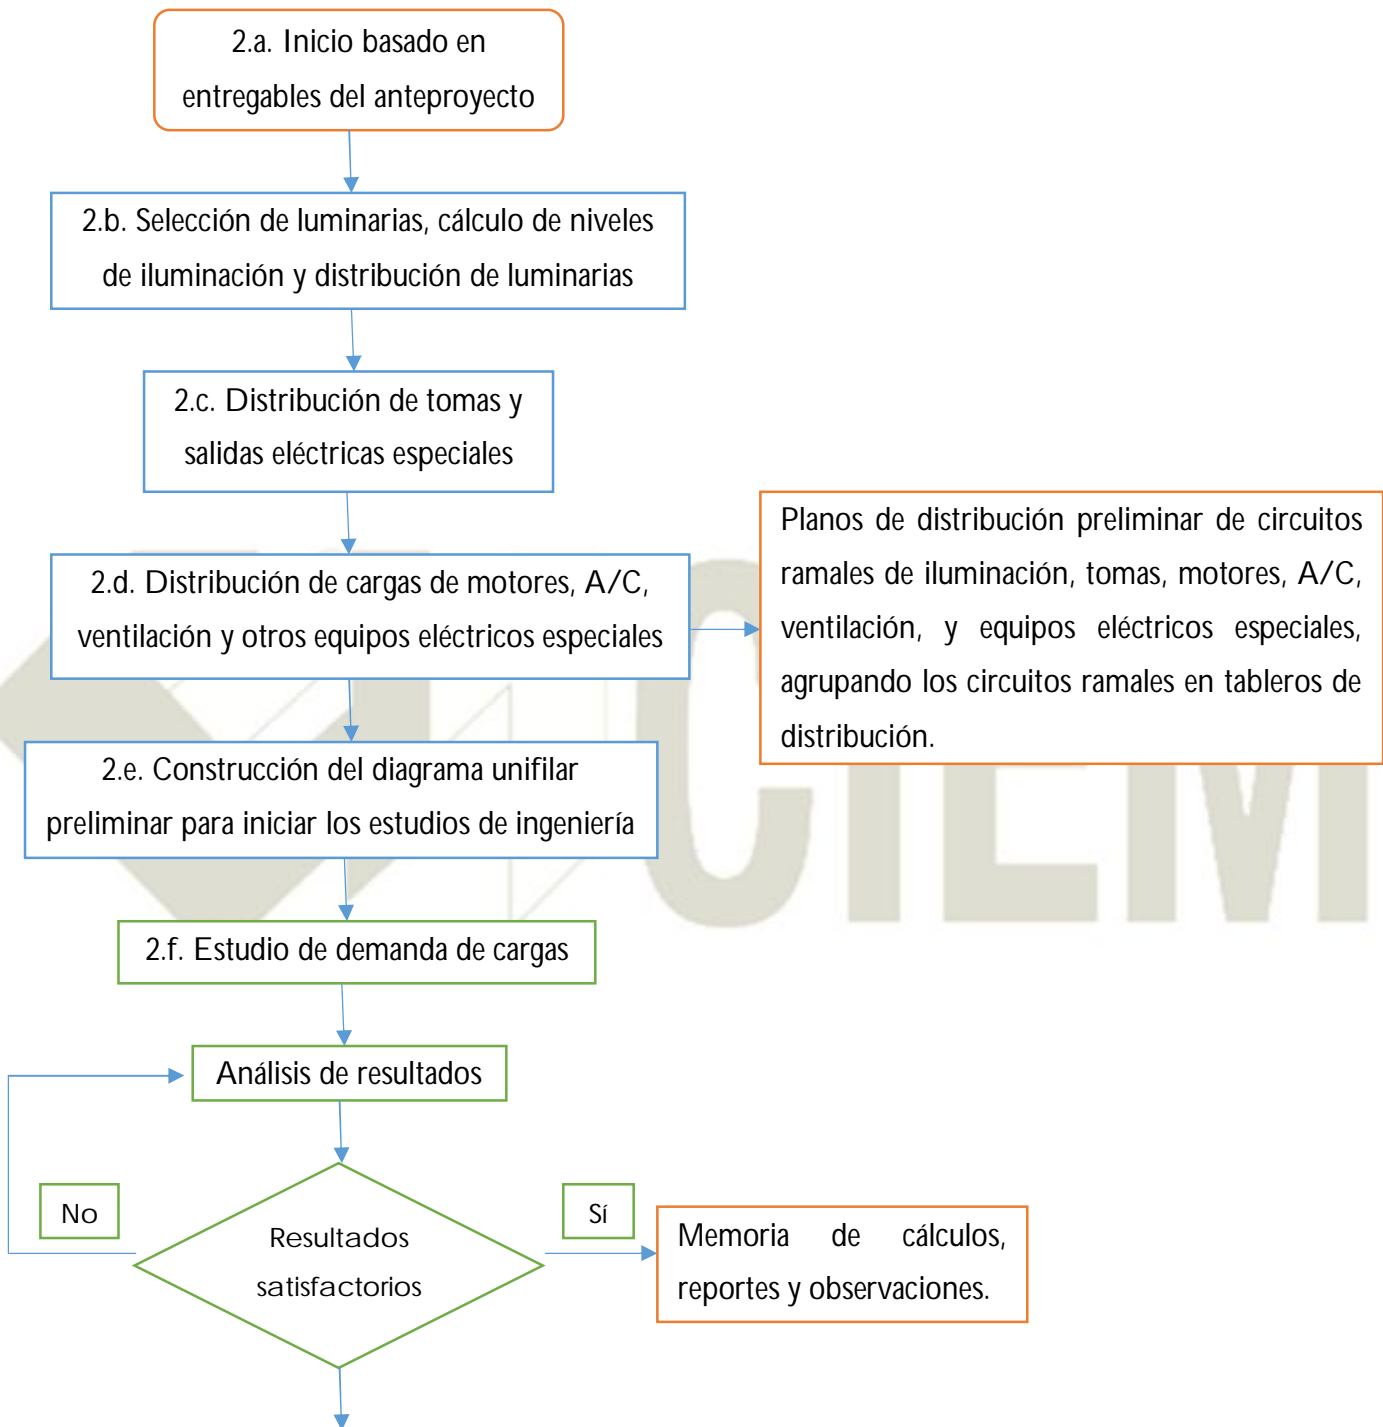 2.a. Inicio basado en
entregables del anteproyecto
2.b. Selección de luminarias, cálculo de niveles
de iluminación y distribución de luminarias
2.c. Distribución de tomas y
salidas eléctricas especiales
2.d. Distribución de cargas de motores, A/C,
ventilación y otros equipos eléctricos especiales
Planos de distribución preliminar de circuitos
ramales de iluminación, tomas, motores, A/C,
ventilación, y equipos eléctricos especiales,
agrupando los circuitos ramales en tableros de
distribución.
2.e. Construcción del diagrama unifilar
preliminar para iniciar los estudios de ingeniería
CIEM
2.f. Estudio de demanda de cargas
Análisis de resultados
No
Resultados
satisfactorios
Sí
Memoria de cálculos,
reportes y observaciones.